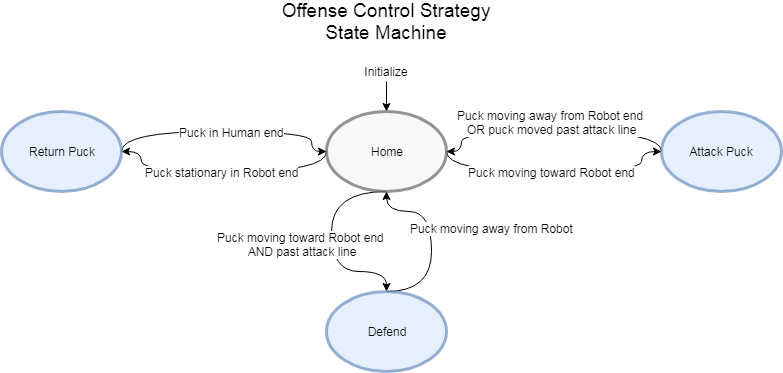 Offense Control Strategy
State Machine
Initialize
Puck moving away from Robot end
OR puck moved past attack line
Puck in Human end
Return Puck
Home
Attack Puck
Puck stationary in Robot end
Puck moving toward Robot end
Puck moving away from Robot
Puck moving toward Robot end
AND past attack line
Defend